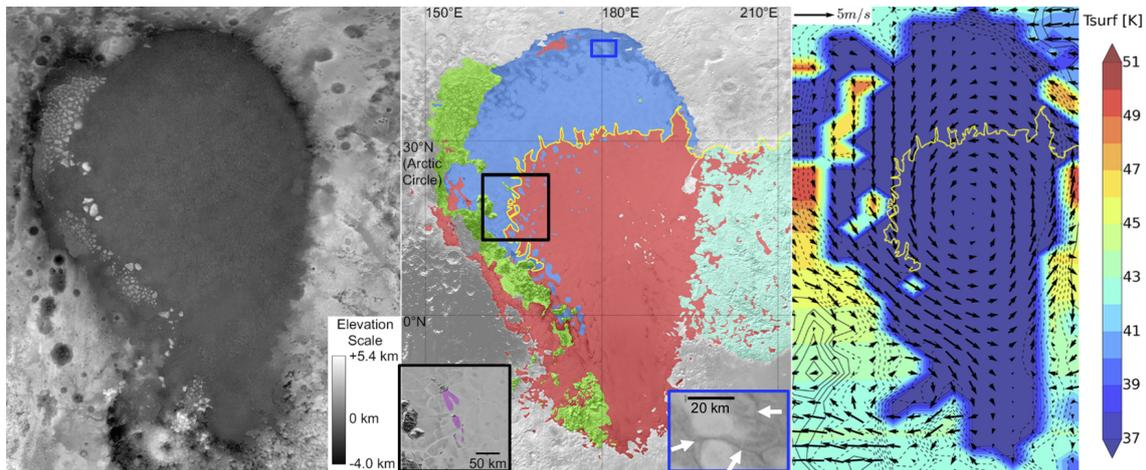 150°E 180°E 210°E
30°N
(Arctic
Circle)
0°N
Elevation
Scale
+5.4 km
0 km
-4.0 km
50 km
20 km
5m/s
Tsurf [K]
51
49
47
45
43
41
39
37